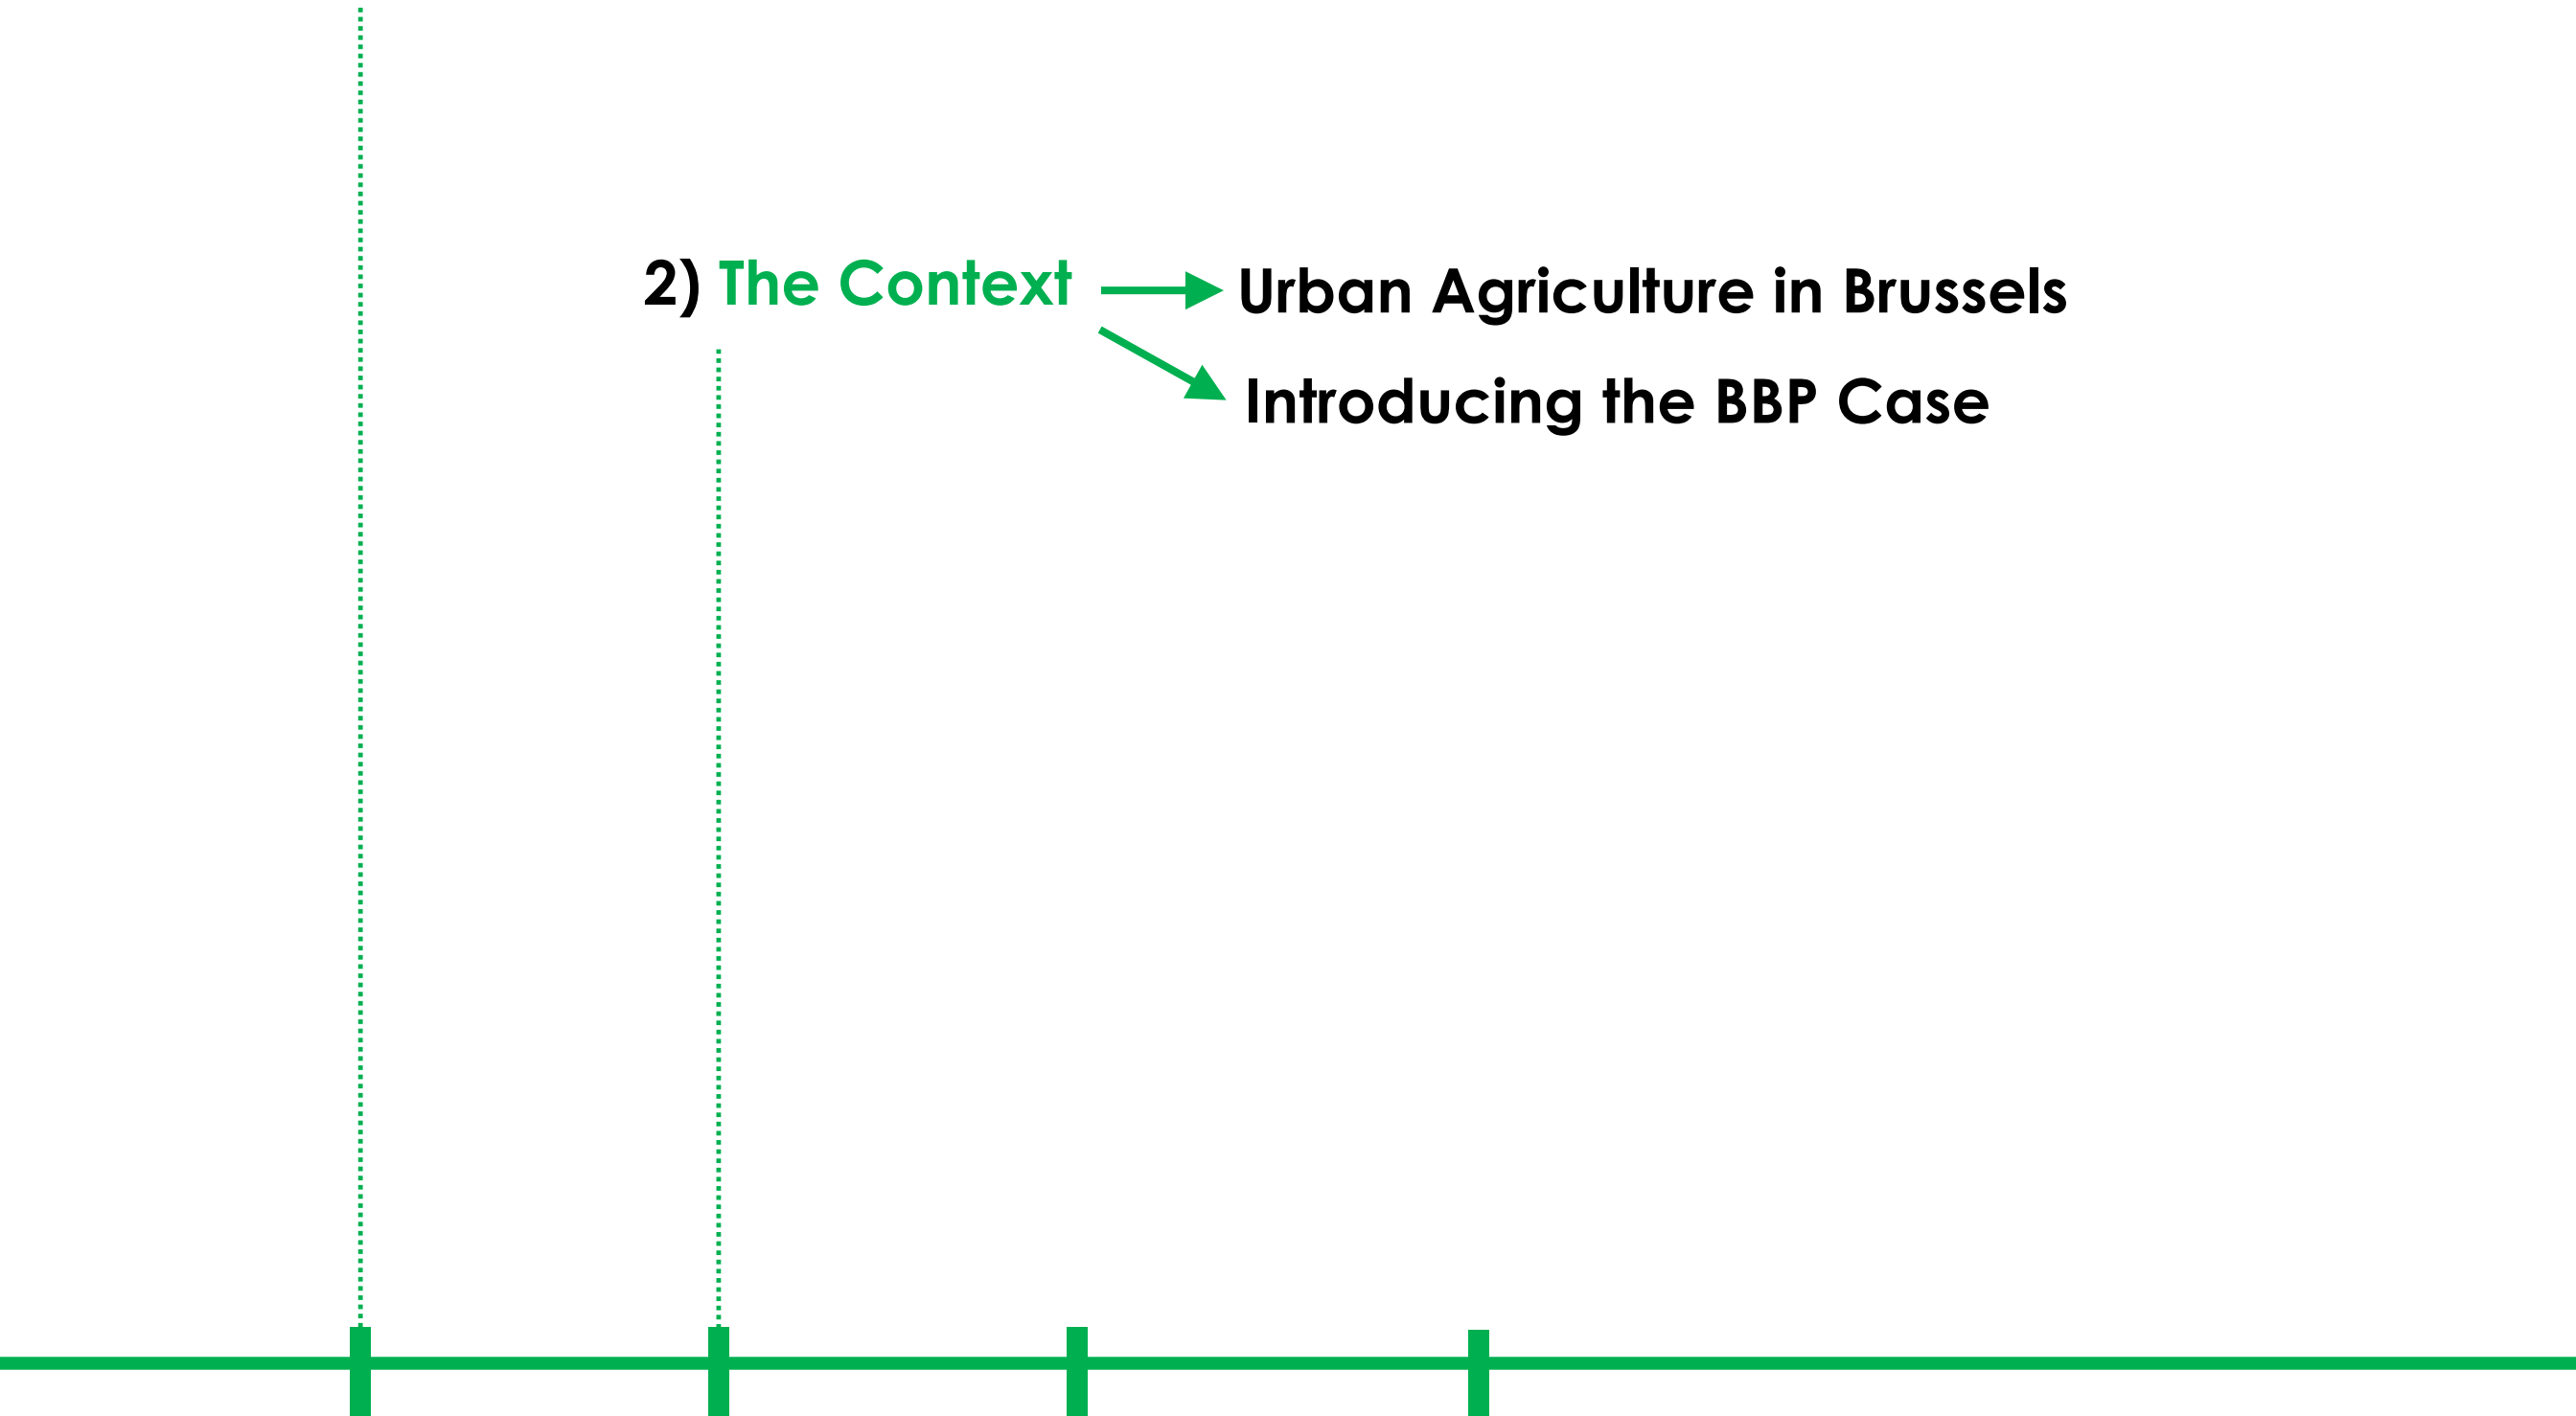 2) The Context
Urban Agriculture in Brussels
Introducing the BBP Case